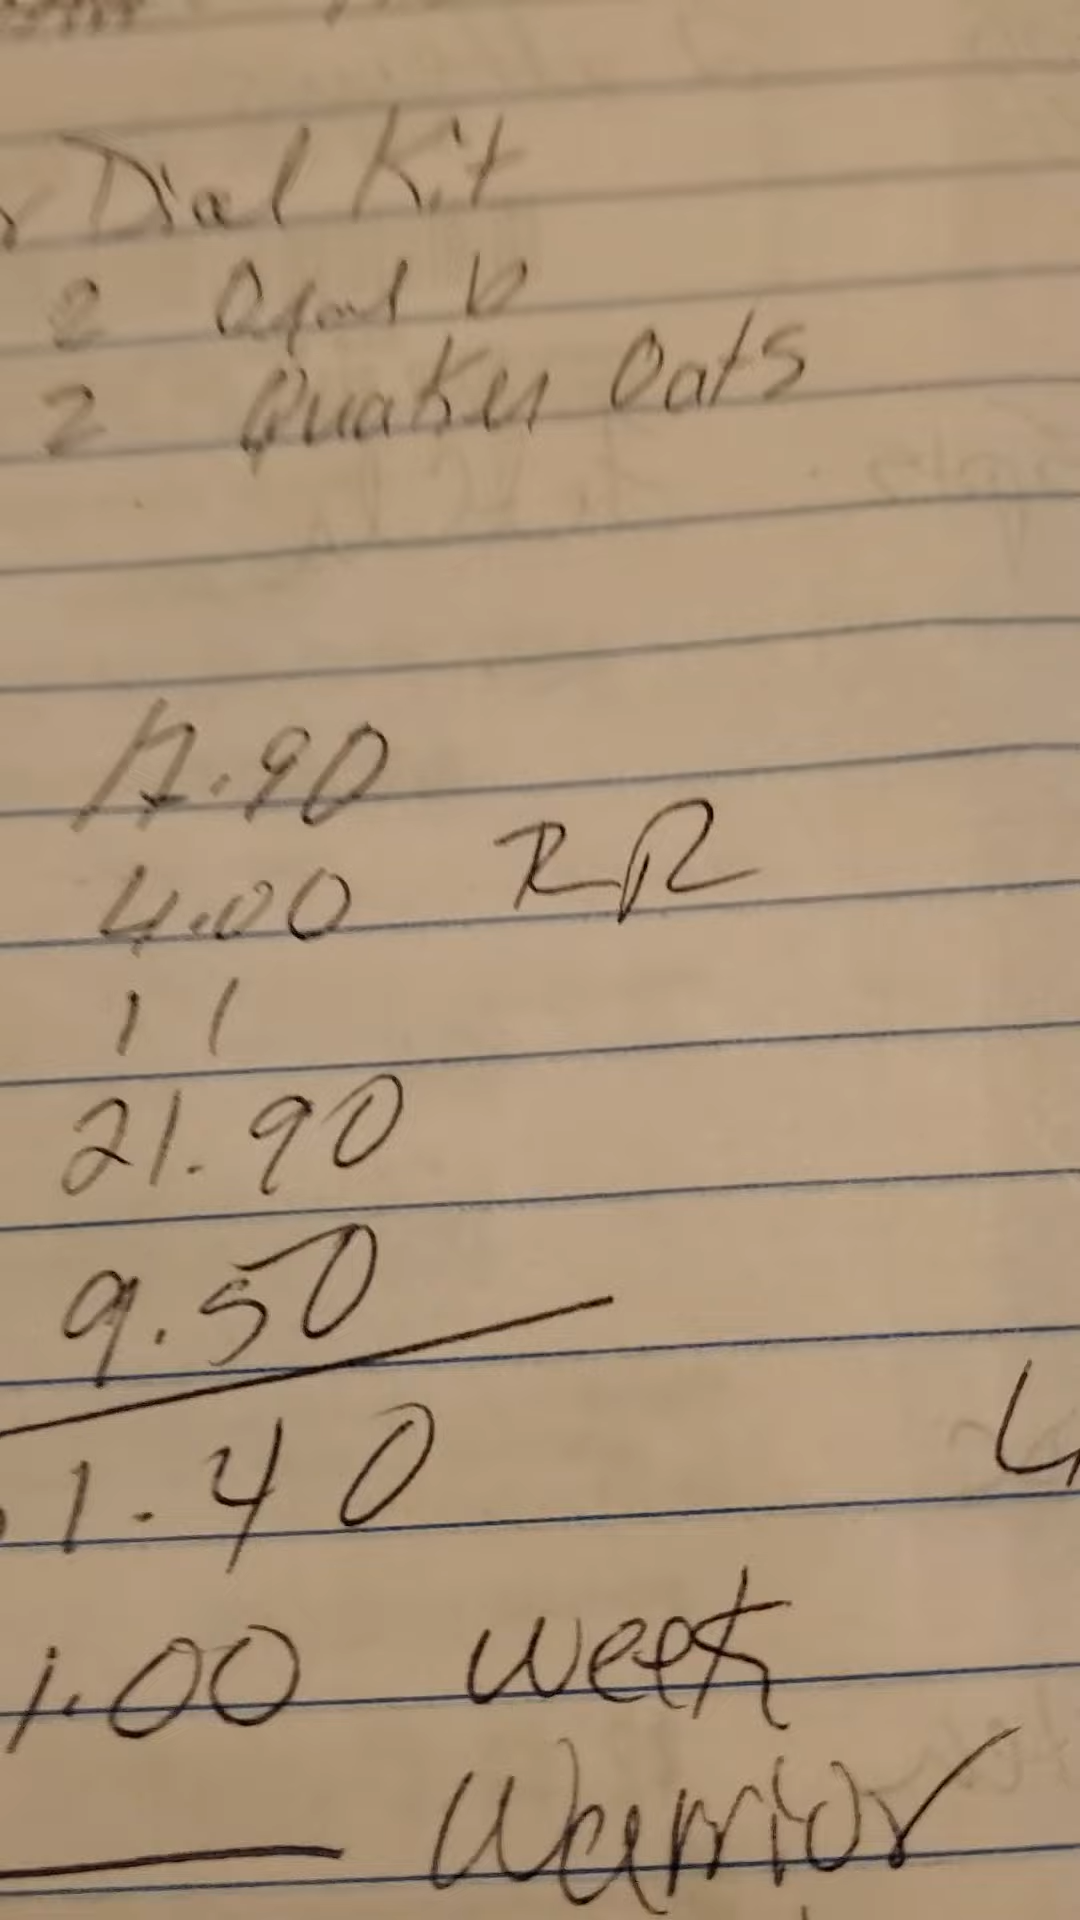 Dial Kit
2
2 Quaker Oats
17.90
4.00 RR
11
21.90
9.50
1.40
1.00 week
Warrior